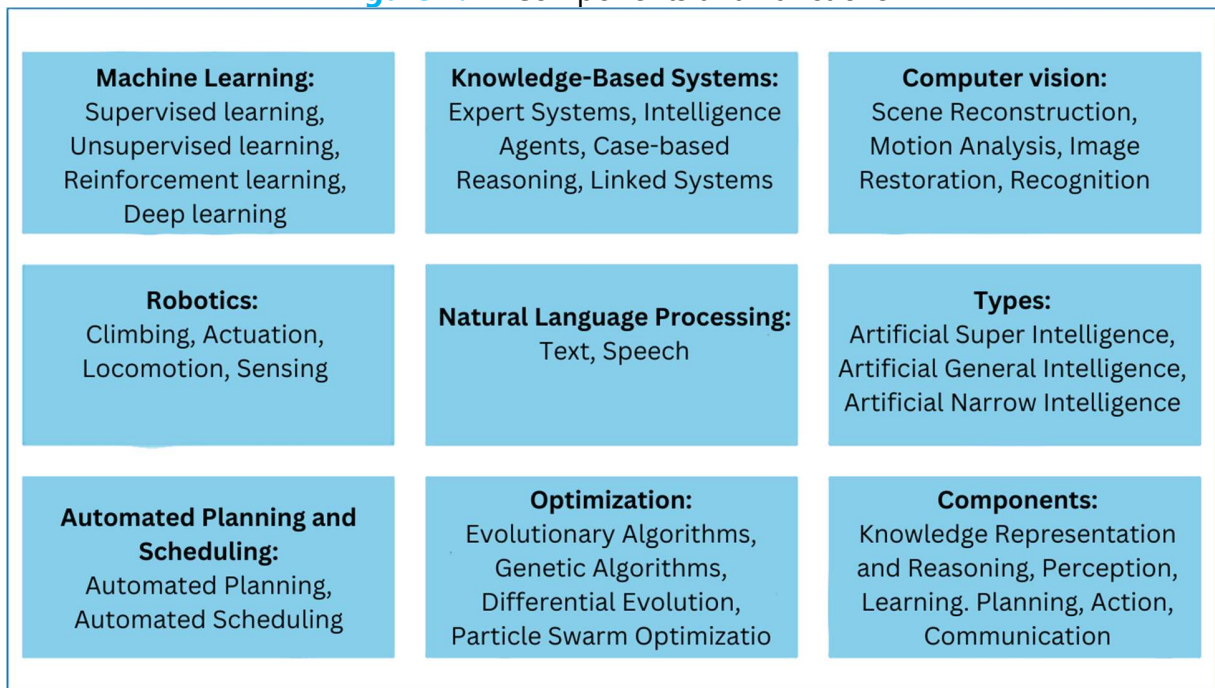 Machine Learning:
Supervised learning,
Unsupervised learning,
Reinforcement learning,
Deep learning
Knowledge-Based Systems:
Expert Systems, Intelligence
Agents, Case-based
Reasoning, Linked Systems
Computer vision:
Scene Reconstruction,
Motion Analysis, Image
Restoration, Recognition
Robotics:
Climbing, Actuation,
Locomotion, Sensing
Natural Language Processing:
Text, Speech
Types:
Artificial Super Intelligence,
Artificial General Intelligence,
Artificial Narrow Intelligence
Automated Planning and
Scheduling:
Automated Planning,
Automated Scheduling
Optimization:
Evolutionary Algorithms,
Genetic Algorithms,
Differential Evolution,
Particle Swarm Optimizatio
Components:
Knowledge Representation
and Reasoning, Perception,
Learning. Planning, Action,
Communication